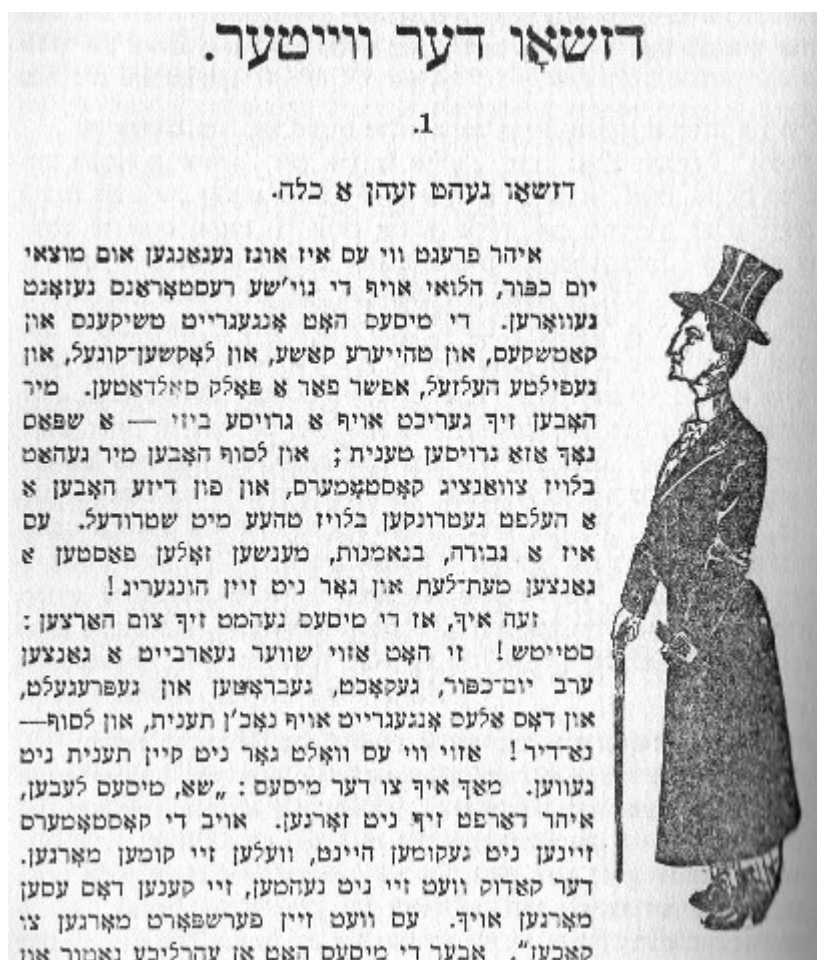 דזשאָו דער ווייטער.
1.
דזשאָו געהט זעהן א כלה.
איהר פרעגט ווי עס איז אונז געגאנגען אום מוצאי
יום כפור, הלואי אויף די גוי'שע רעסטאָראַנס געזאָגט
געוואָרען. די מיסעס האָט אָנגעגרייט טשיקענס און
קאַטשקעס, און טהייערע קאַשע, און לאָקשען־קוגעל, און
געפילטע העלזעל, אפשר פאר א פּאָלק סאָלדאַטען. מיר
האָבען זיך געריכט אויף א גרויסע ביזי — א שפּאַס
נאָך אַזאַ גרויסען תענית; און לסוף האָבען מיר געהאַט
בלויז צוואַנציג קאָסטאָמערס, און פון דיזע האָבען א
א העלפט געטרונקען בלויז טהעע מיט שטרודעל. עס
איז א גבורה, בנאמנות, מענשען זאָלען פאַסטען א
גאַנצען מעת־לעת און גאָר ניט זיין הונגעריג!
זעה איך, אז די מיסעס נעהמט זיך צום הארצען:
סטייטש! זי האָט אַזוי שווער געאַרבייט א גאַנצען
ערב יום־כפור, געקאָכט, געבראָטען און געפּרעגעלט,
און דאָס אַלעס אָנגעגרייט אויף נאָכ'ן תענית, און לסוף—
נאַ־דיר! אַזוי ווי עס וואָלט גאָר ניט קיין תענית ניט
געווען. מאַך איך צו דער מיסעס: „שאַ, מיסעס לעבען,
איהר דאַרפט זיך ניט זאָרגען. אויב די קאָסטאָמערס
זיינען ניט געקומען היינט, וועלען זיי קומען מאָרגען.
דער קאַדוק וועט זיי ניט נעהמען, זיי קענען דאָס עסען
מאָרגען אויך. עס וועט זיין פערשפּאָרט מאָרגען צו
קאָכען". אָבער די מיסעס האָט אַן עהרליכע נאַטור און